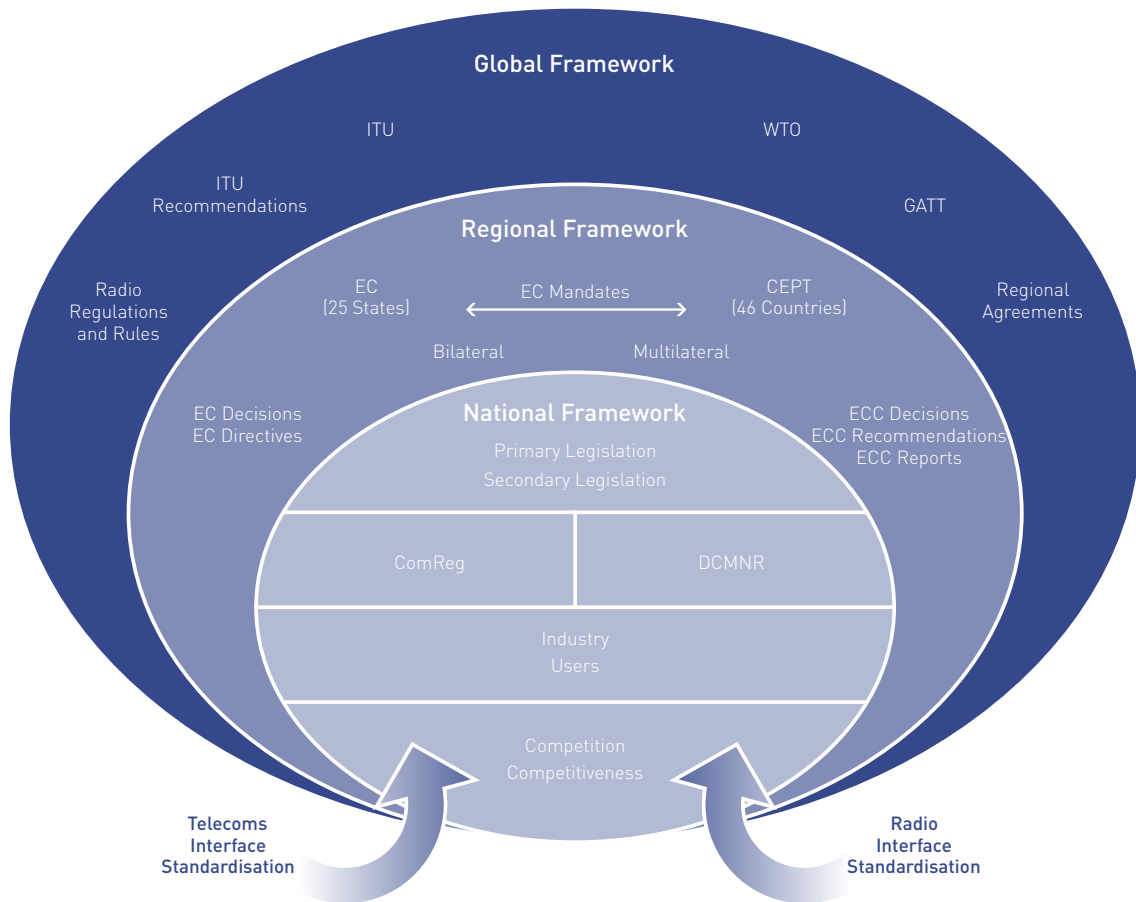 Global Framework
ITU
WTO
ITU
Recommendations
GATT
Radio
Regulations
and Rules
Regional
Agreements
Regional Framework
EC
(25 States)
EC Mandates
CEPT
(46 Countries)
Bilateral
Multilateral
EC Decisions
EC Directives
ECC Decisions
ECC Recommendations
ECC Reports
National Framework
Primary Legislation
Secondary Legislation
ComReg
DCMNR
Industry
Users
Competition
Competitiveness
Telecoms
Interface
Standardisation
Radio
Interface
Standardisation